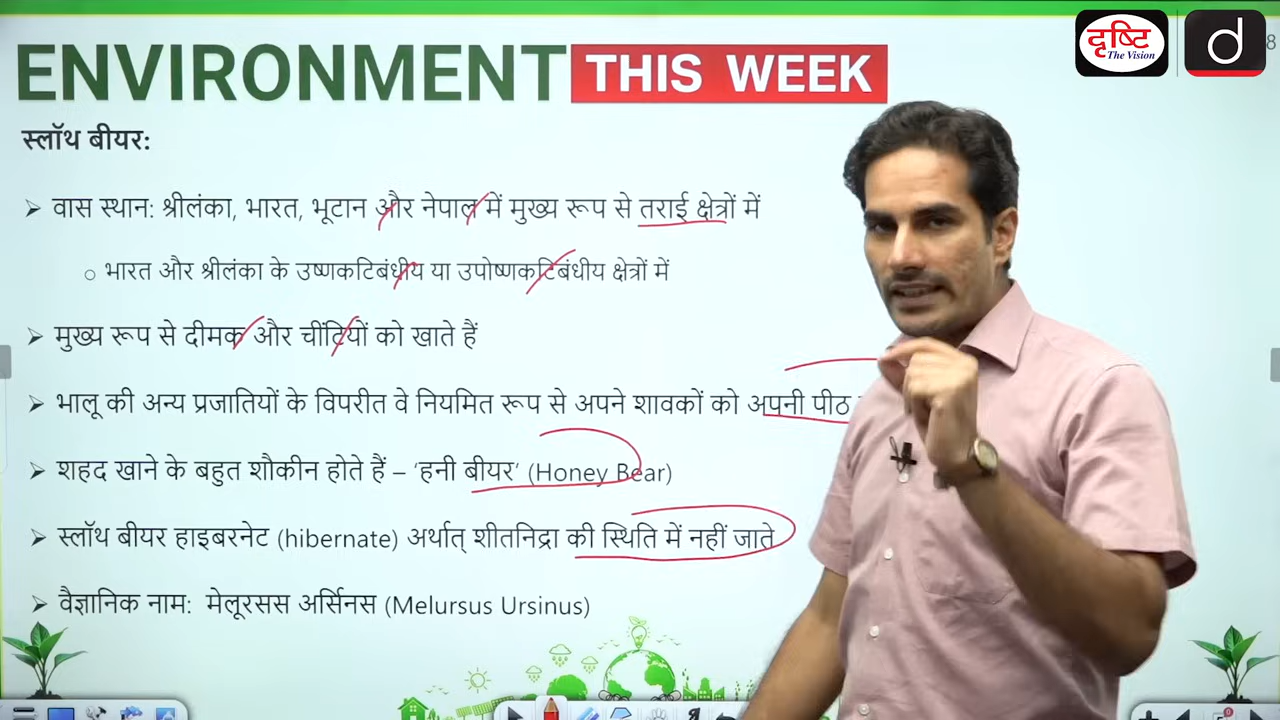 ENVIRONMENT THIS WEEK
दृष्टि
The Vision
d
8
स्लॉथ बीयर:
➢ वास स्थान: श्रीलंका, भारत, भूटान और नेपाल में मुख्य रूप से तराई क्षेत्रों में
○ भारत और श्रीलंका के उष्णकटिबंधीय या उपोष्णकटिबंधीय क्षेत्रों में
➢ मुख्य रूप से दीमक और चींटियों को खाते हैं
➢ भालू की अन्य प्रजातियों के विपरीत वे नियमित रूप से अपने शावकों को अपनी पीठ
➢ शहद खाने के बहुत शौकीन होते हैं – ‘हनी बीयर’ (Honey Bear)
➢ स्लॉथ बीयर हाइबरनेट (hibernate) अर्थात् शीतनिद्रा की स्थिति में नहीं जाते
➢ वैज्ञानिक नाम: मेलूरसस अर्सिनस (Melursus Ursinus)